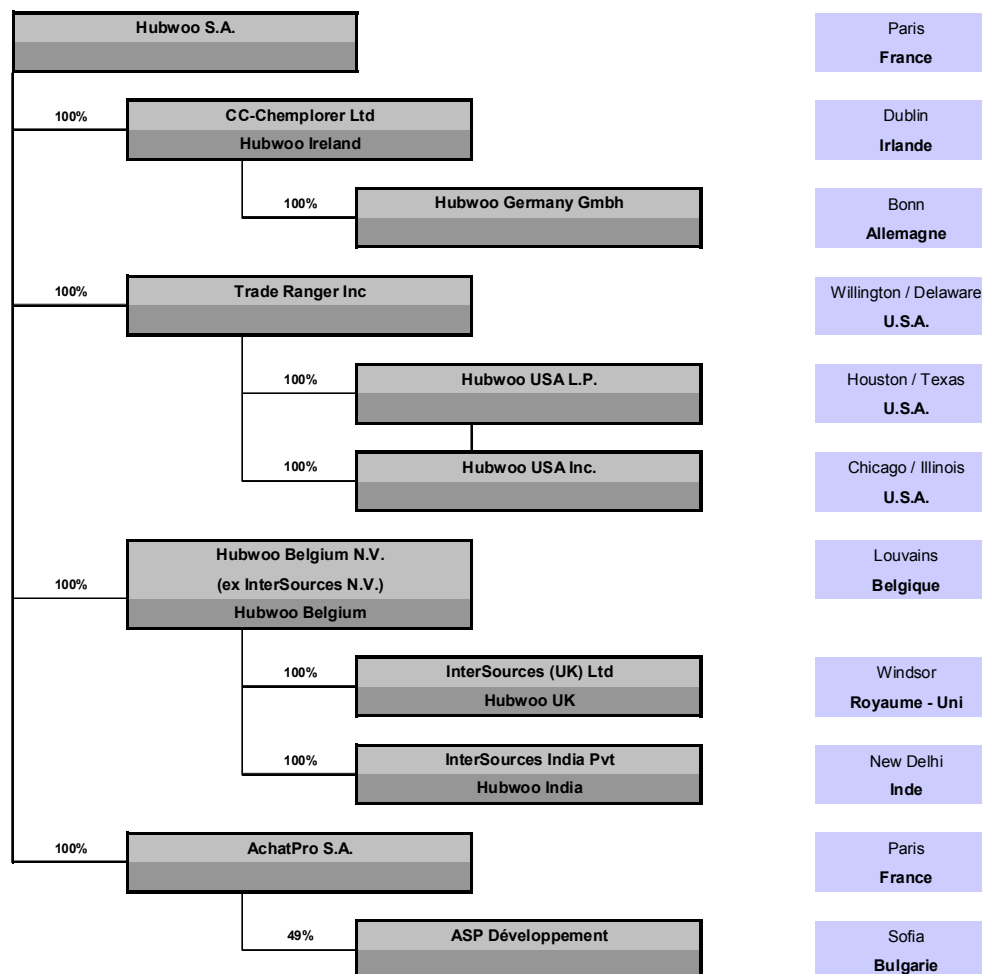 Hubwoo S.A.
Paris
France
100%
CC-Chemplorer Ltd
Hubwoo Ireland
Dublin
Irlande
100%
Hubwoo Germany Gmbh
Bonn
Allemagne
100%
Trade Ranger Inc
Willington / Delaware
U.S.A.
100%
Hubwoo USA L.P.
Houston / Texas
U.S.A.
100%
Hubwoo USA Inc.
Chicago / Illinois
U.S.A.
100%
Hubwoo Belgium N.V.
(ex InterSources N.V.)
Hubwoo Belgium
Louvains
Belgique
100%
InterSources (UK) Ltd
Hubwoo UK
Windsor
Royaume - Uni
100%
InterSources India Pvt
Hubwoo India
New Delhi
Inde
100%
AchatPro S.A.
Paris
France
49%
ASP Développement
Sofia
Bulgarie